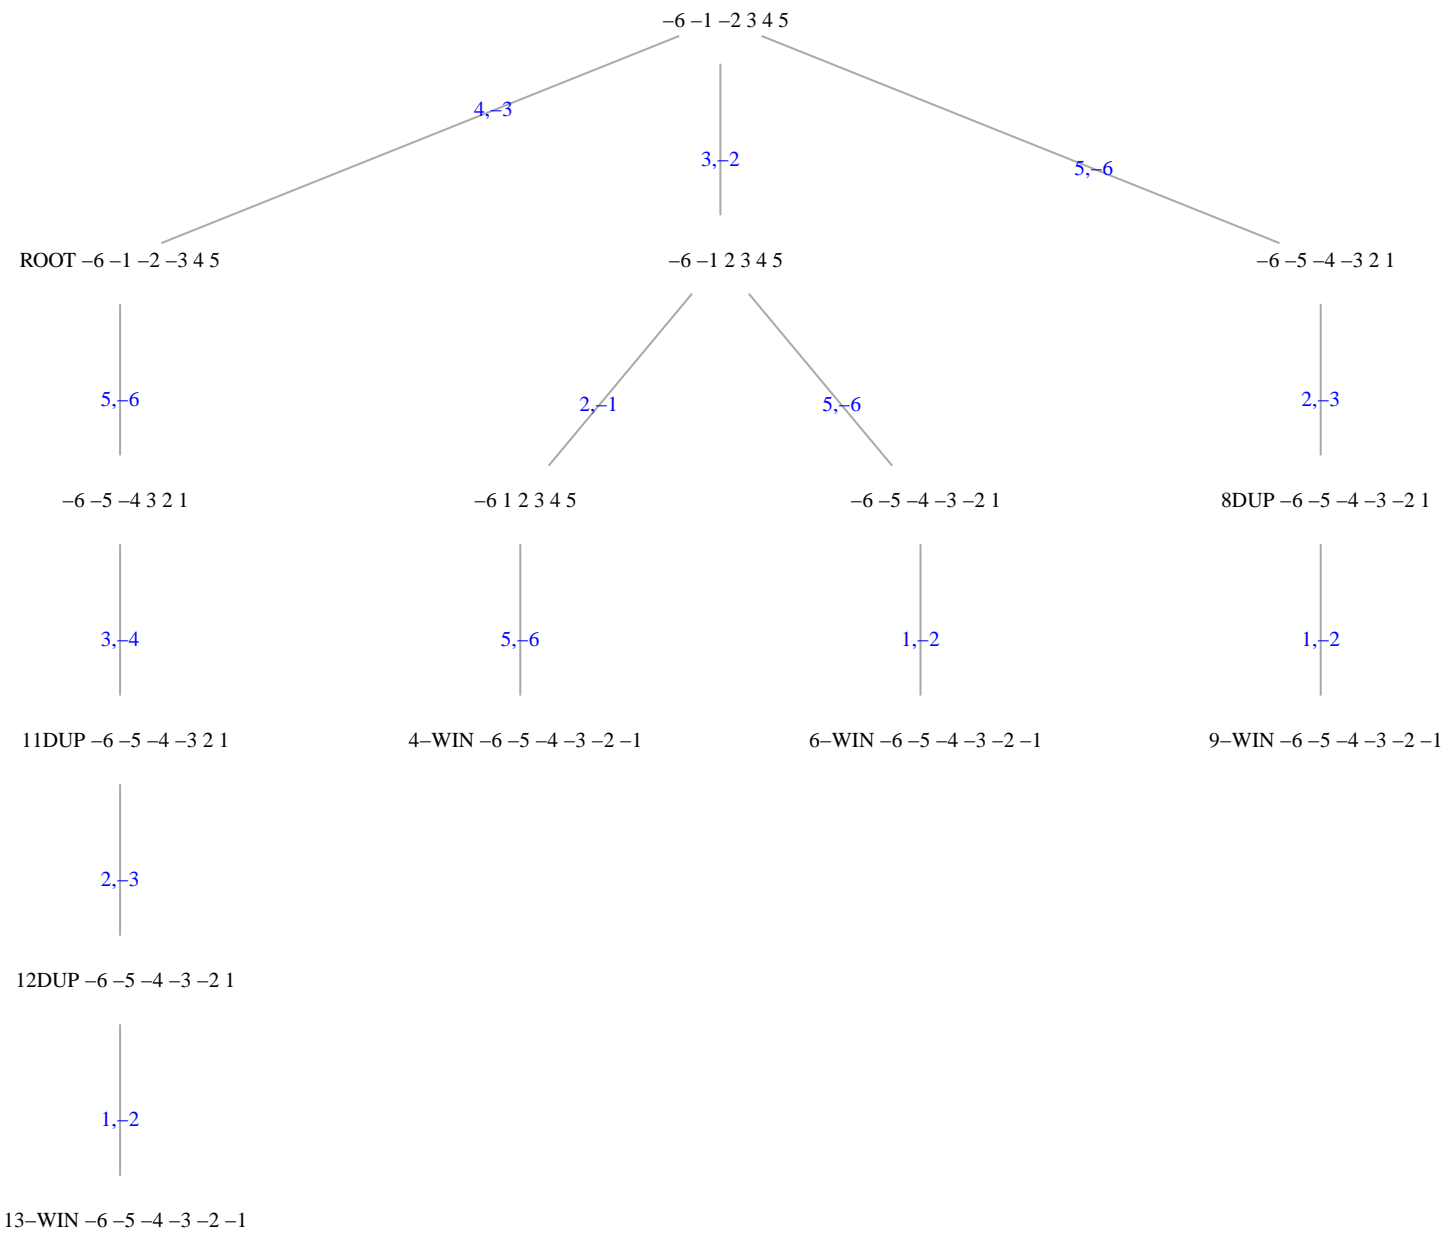 –6 –1 –2 3 4 5
4,–3
3,–2
5,–6
ROOT –6 –1 –2 –3 4 5
–6 –1 2 3 4 5
–6 –5 –4 –3 2 1
5,–6
2,–1
5,–6
2,–3
–6 –5 –4 3 2 1
–6 1 2 3 4 5
–6 –5 –4 –3 –2 1
8DUP –6 –5 –4 –3 –2 1
3,–4
5,–6
1,–2
1,–2
11DUP –6 –5 –4 –3 2 1
4–WIN –6 –5 –4 –3 –2 –1
6–WIN –6 –5 –4 –3 –2 –1
9–WIN –6 –5 –4 –3 –2 –1
2,–3
12DUP –6 –5 –4 –3 –2 1
1,–2
13–WIN –6 –5 –4 –3 –2 –1